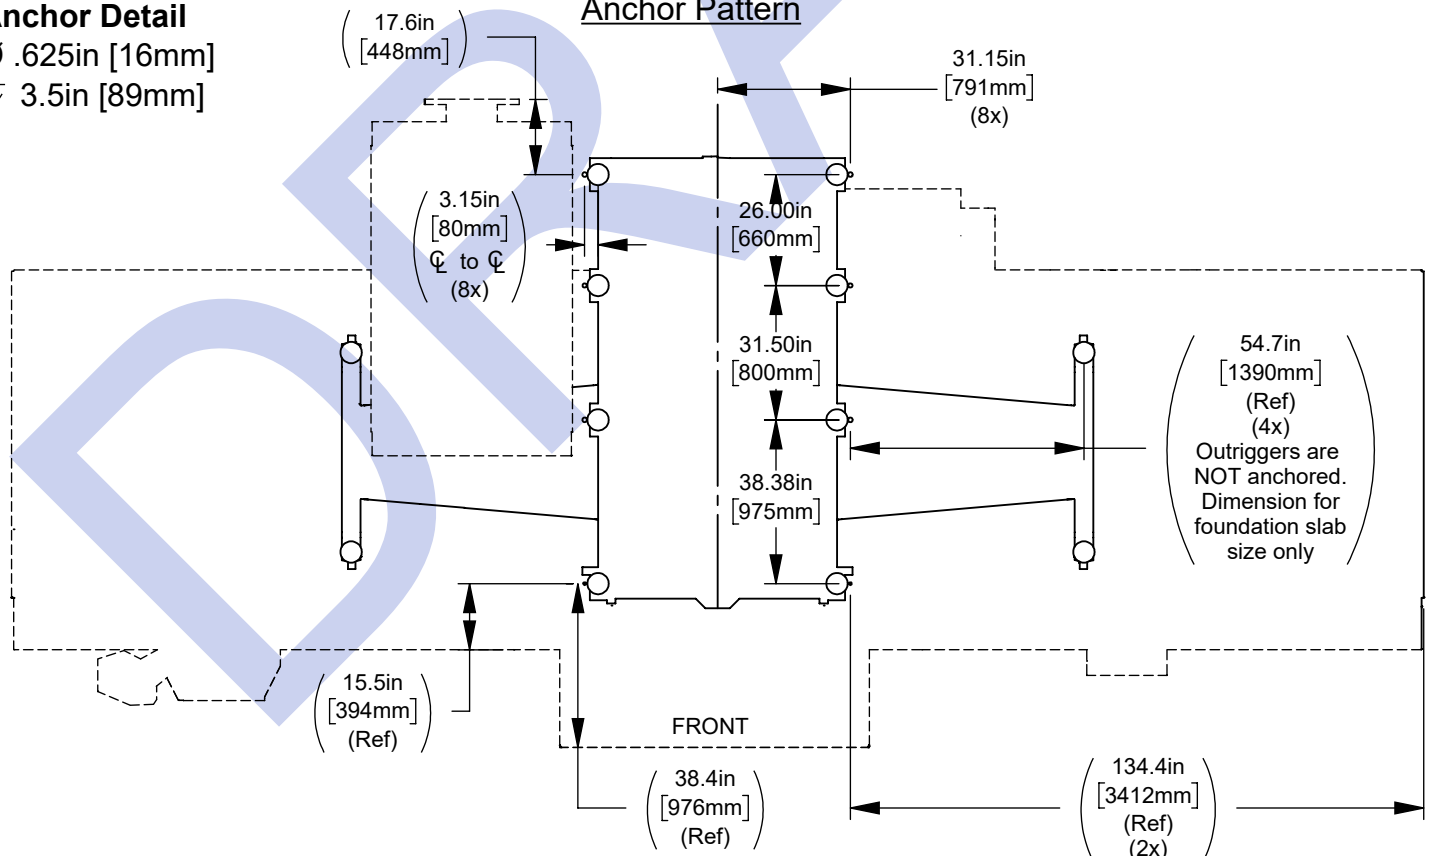 Anchor Detail
Ø .625in [16mm]
3.5in [89mm]
Anchor Pattern
17.6in
[448mm]
31.15in
[791mm]
(8x)
3.15in
[80mm]
℄ to ℄
(8x)
26.00in
[660mm]
31.50in
[800mm]
38.38in
[975mm]
54.7in
[1390mm]
(Ref)
(4x)
Outriggers are
NOT anchored.
Dimension for
foundation slab
size only
15.5in
[394mm]
(Ref)
FRONT
38.4in
[976mm]
(Ref)
134.4in
[3412mm]
(Ref)
(2x)